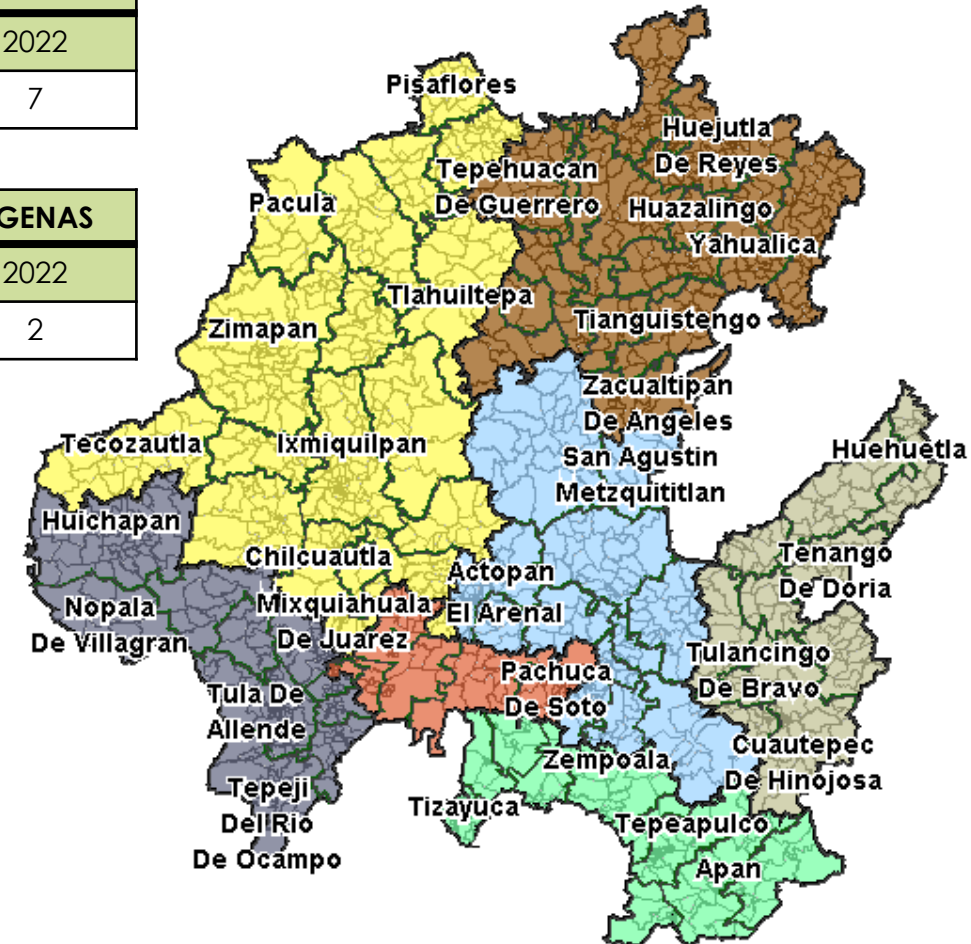 2022
7
GENAS
2022
2
Pisaflores
Huejutla
De Reyes
Tepehuacan
De Guerrero
Pacula
Huazalingo
Yahualica
Tlahuiltepa
Zimapan
Tianguistengo
Zacualtipan
De Angeles
Tecozautla
Ixmiquilpan
San Agustin
Metzquititlan
Huehuetla
Huichapan
Chilcuautla
Actopan
Tenango
De Doria
Nopala
De Villagran
Mixquiahuala
De Juarez
El Arenal
Tulancingo
De Bravo
Pachuca
De Soto
Tula De
Allende
Cuautepec
De Hinojosa
Zempoala
Tepeji
Del Rio
De Ocampo
Tizayuca
Tepeapulco
Apan